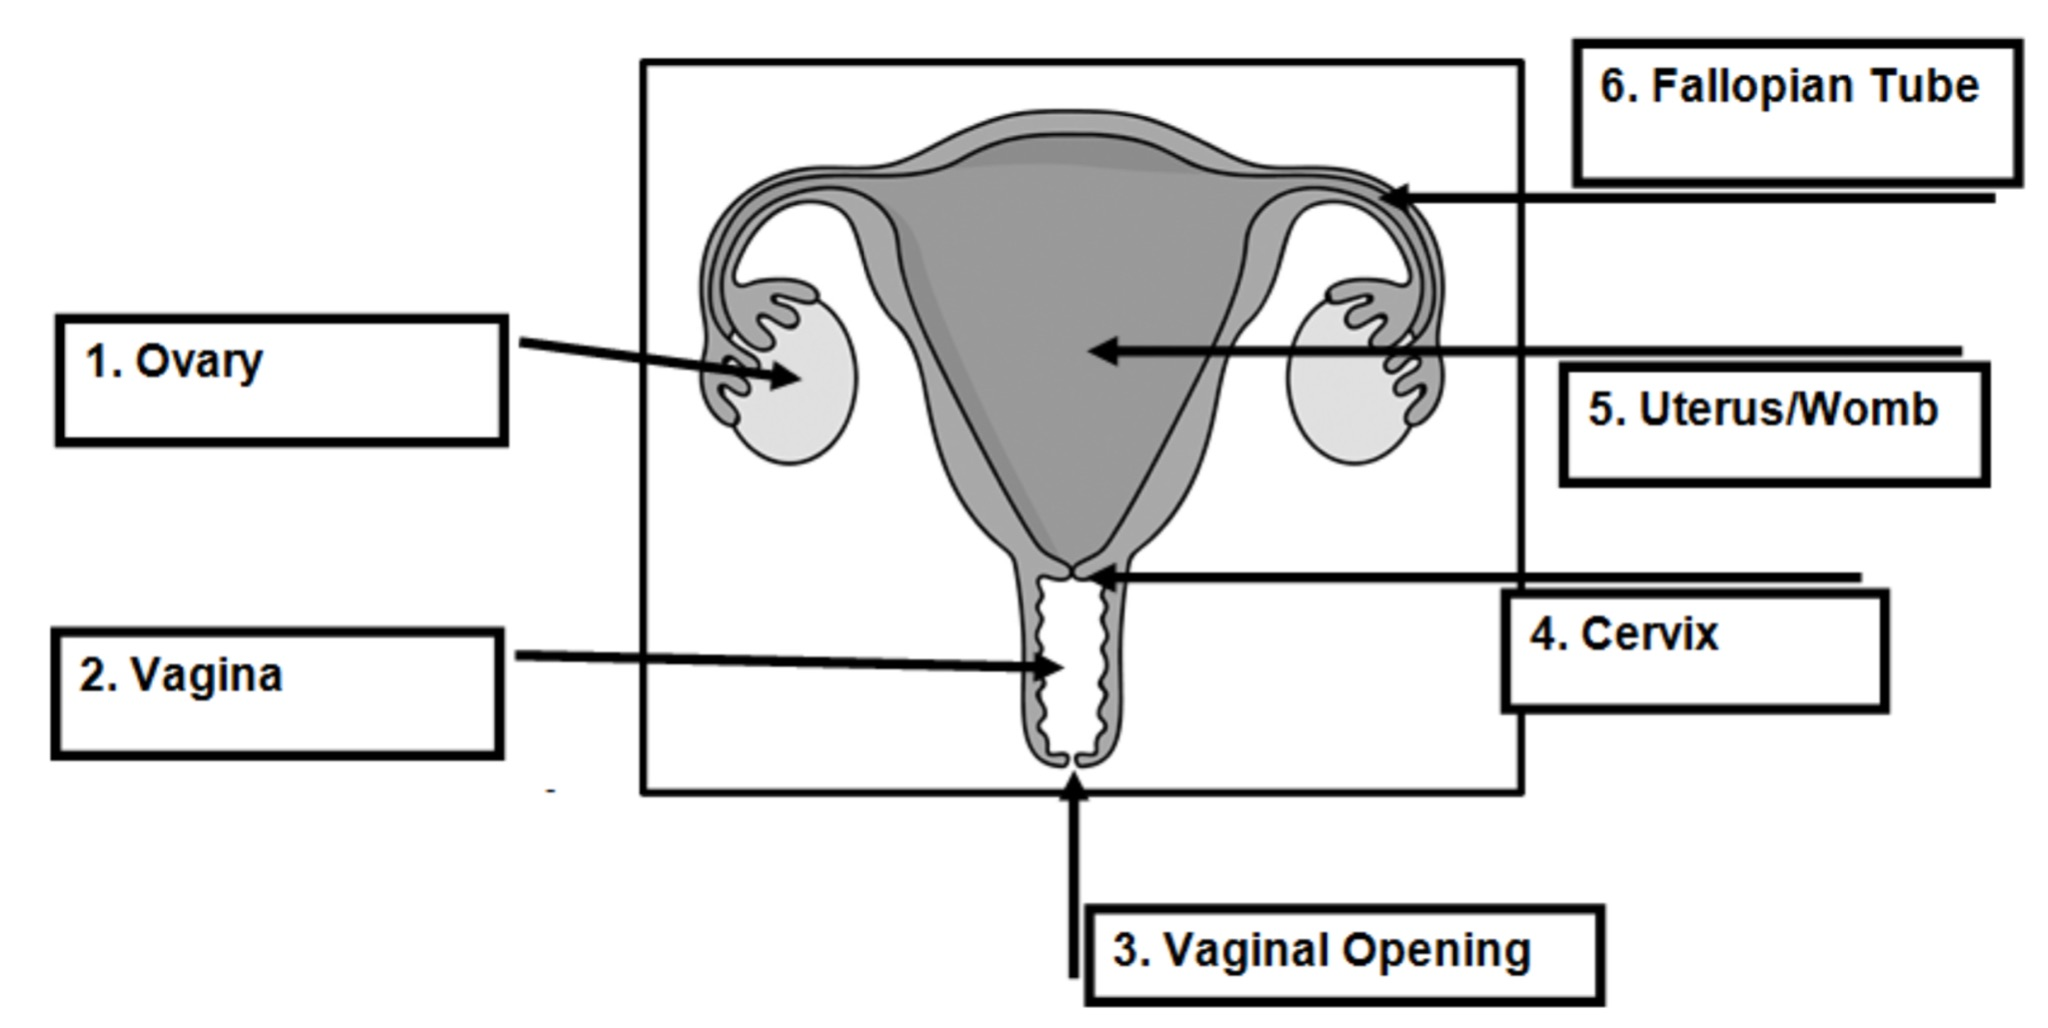 6. Fallopian Tube
1. Ovary
5. Uterus/Womb
4. Cervix
2. Vagina
3. Vaginal Opening